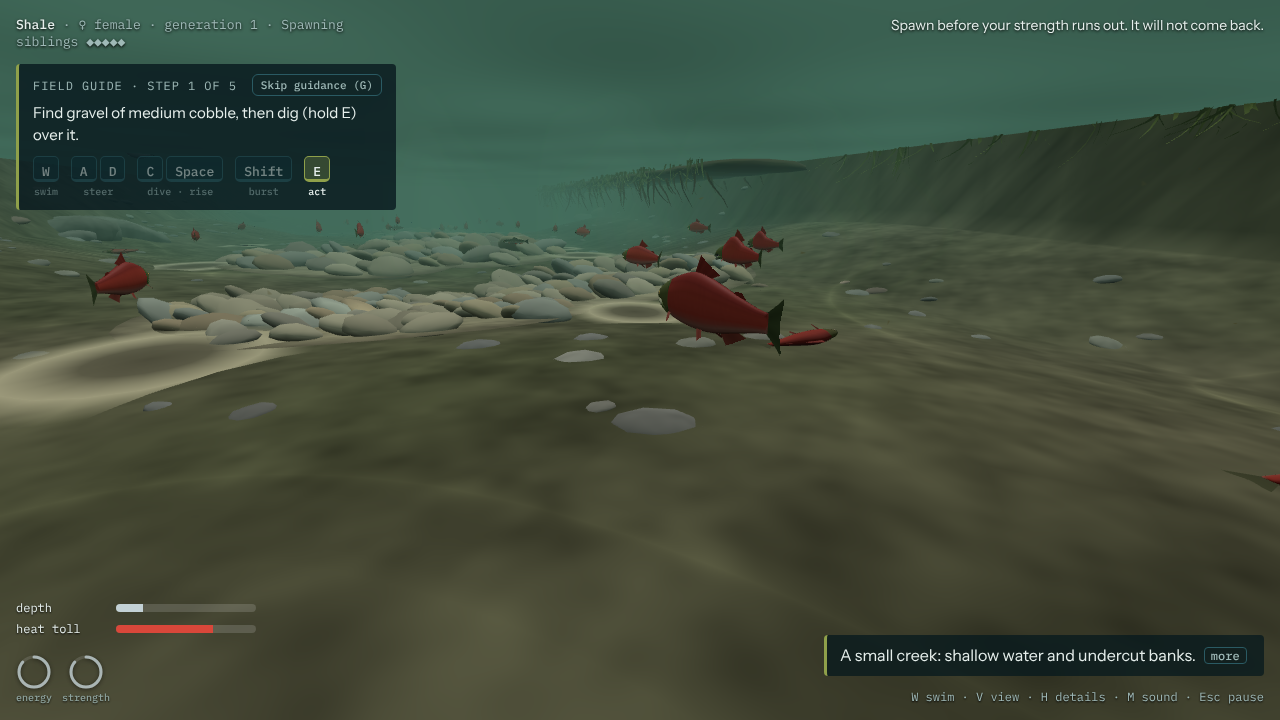 Shale · ♀ female · generation 1 · Spawning
siblings ◆◆◆◆◆
Spawn before your strength runs out. It will not come back.
FIELD GUIDE · STEP 1 OF 5
Skip guidance (G)
Find gravel of medium cobble, then dig (hold E)
over it.
W A D C Space Shift E
swim steer dive · rise burst act
depth
heat toll
energy strength
A small creek: shallow water and undercut banks. more
W swim · V view · H details · M sound · Esc pause